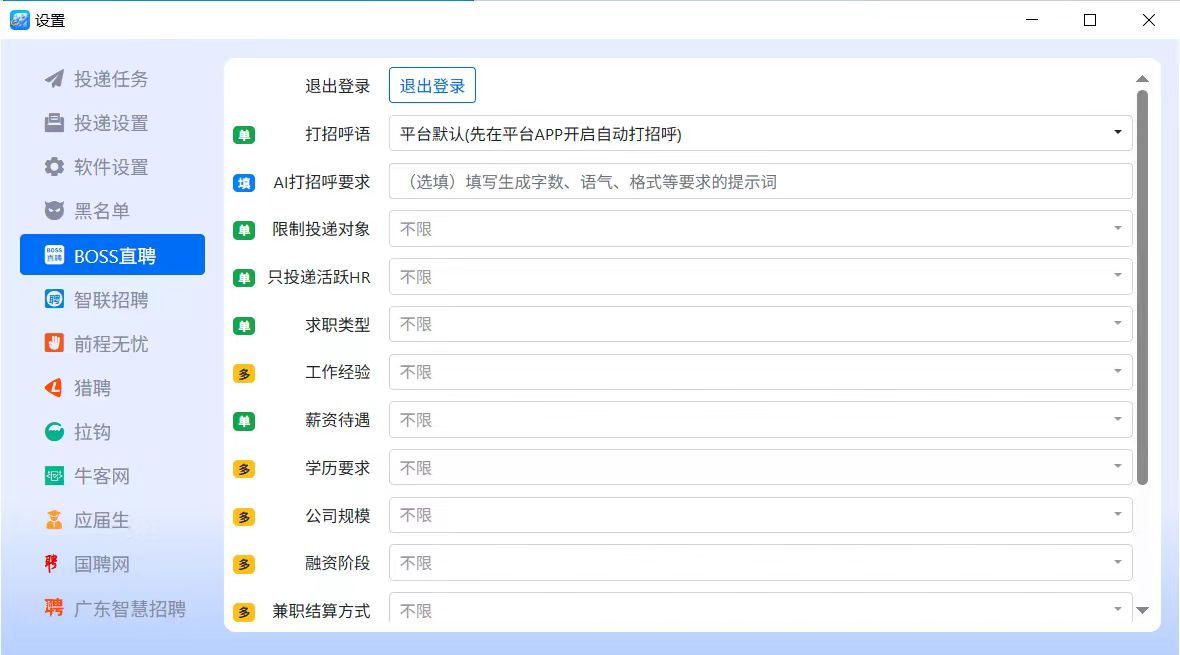 设置
投递任务
投递设置
软件设置
黑名单
BOSS直聘
智联招聘
前程无忧
猎聘
拉钩
牛客网
应届生
国聘网
广东智慧招聘
退出登录 退出登录
单 打招呼语 平台默认(先在平台APP开启自动打招呼)
填 AI打招呼要求 （选填）填写生成字数、语气、格式等要求的提示词
单 限制投递对象 不限
单 只投递活跃HR 不限
单 求职类型 不限
多 工作经验 不限
单 薪资待遇 不限
多 学历要求 不限
多 公司规模 不限
多 融资阶段 不限
多 兼职结算方式 不限